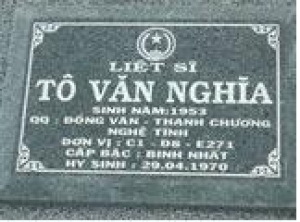 LIỆT SĨ
TÔ VĂN NGHĨA
SINH NĂM: 1953
QQ : ĐỒNG VĂN - THANH CHƯƠNG
NGHỆ TĨNH
ĐƠN VỊ : C1 - D8 - E271
CẤP BẬC : BINH NHẤT
HY SINH : 29.04.1970